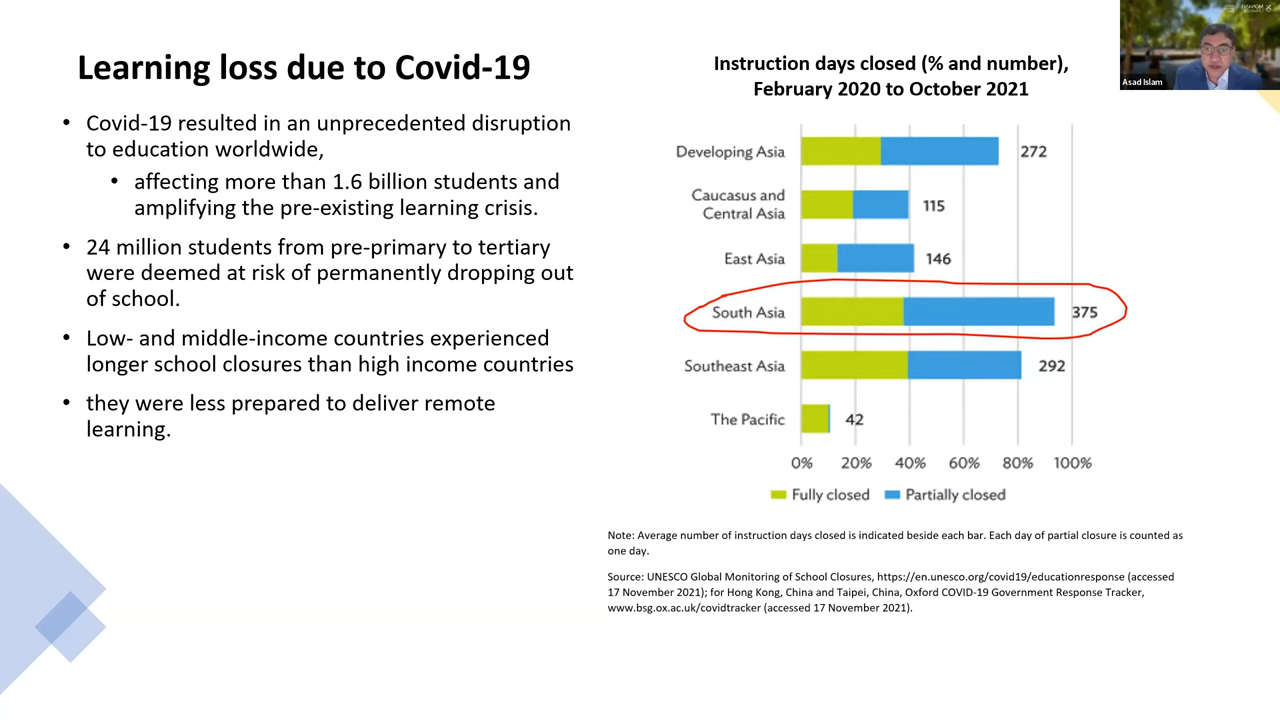 Learning loss due to Covid-19
• Covid-19 resulted in an unprecedented disruption
to education worldwide,
• affecting more than 1.6 billion students and
amplifying the pre-existing learning crisis.
• 24 million students from pre-primary to tertiary
were deemed at risk of permanently dropping out
of school.
• Low- and middle-income countries experienced
longer school closures than high income countries
• they were less prepared to deliver remote
learning.
Instruction days closed (% and number),
February 2020 to October 2021
Developing Asia 272
Caucasus and
Central Asia 115
East Asia 146
South Asia 375
Southeast Asia 292
The Pacific 42
0% 20% 40% 60% 80% 100%
Fully closed Partially closed
Note: Average number of instruction days closed is indicated beside each bar. Each day of partial closure is counted as
one day.
Source: UNESCO Global Monitoring of School Closures, https://en.unesco.org/covid19/educationresponse (accessed
17 November 2021); for Hong Kong, China and Taipei, China, Oxford COVID-19 Government Response Tracker,
www.bsg.ox.ac.uk/covidtracker (accessed 17 November 2021).
Asad Islam